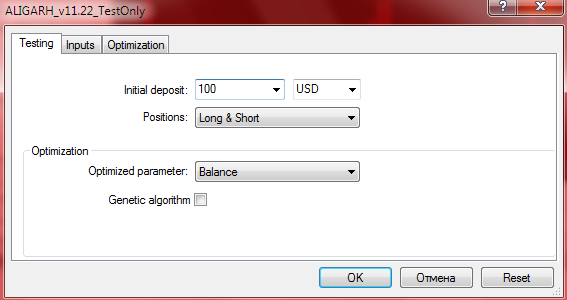 ALIGARH_v11.22_TestOnly
Testing Inputs Optimization
Initial deposit: 100 USD
Positions: Long & Short
Optimization
Optimized parameter: Balance
Genetic algorithm
OK Отмена Reset